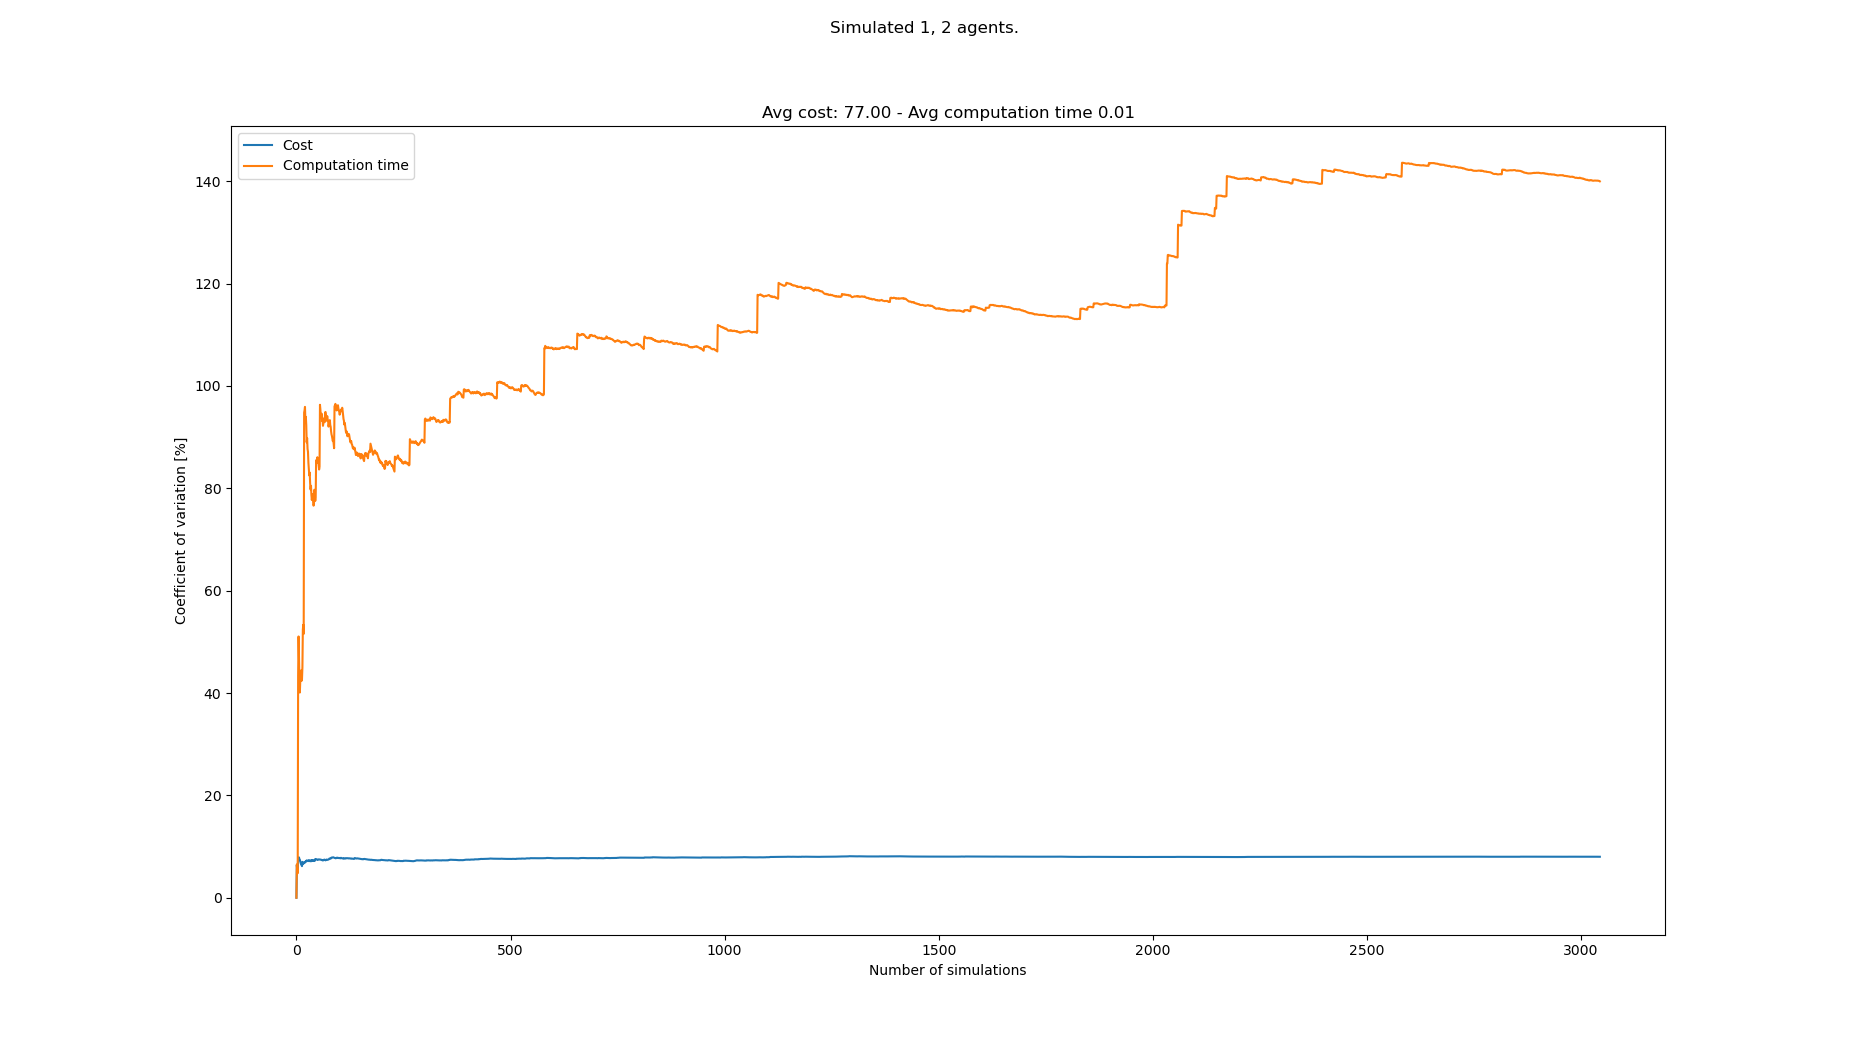 Simulated 1, 2 agents.
Avg cost: 77.00 - Avg computation time 0.01
Cost
Computation time
140
120
100
80
60
40
20
0
Coefficient of variation [%]
0 500 1000 1500 2000 2500 3000
Number of simulations